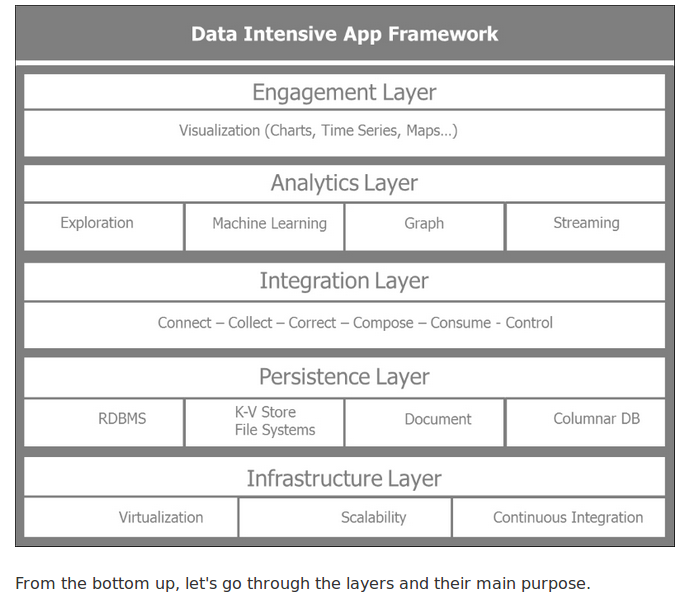 Data Intensive App Framework
Engagement Layer
Visualization (Charts, Time Series, Maps...)
Analytics Layer
Exploration
Machine Learning
Graph
Streaming
Integration Layer
Connect – Collect – Correct – Compose – Consume - Control
Persistence Layer
RDBMS
K-V Store
File Systems
Document
Columnar DB
Infrastructure Layer
Virtualization
Scalability
Continuous Integration
From the bottom up, let's go through the layers and their main purpose.